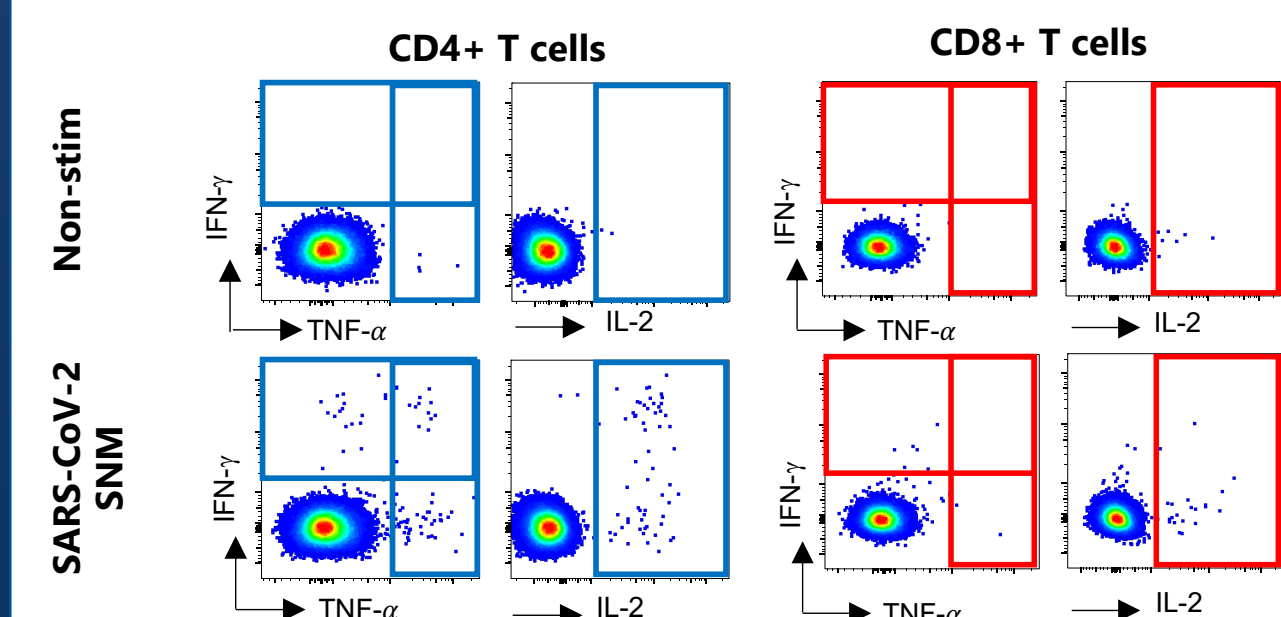 CD4+ T cells
CD8+ T cells
Non-stim
IFN-γ
TNF-α
IL-2
IFN-γ
TNF-α
IL-2
SARS-CoV-2
SNM
IFN-γ
TNF-α
IL-2
IFN-γ
TNF-α
IL-2